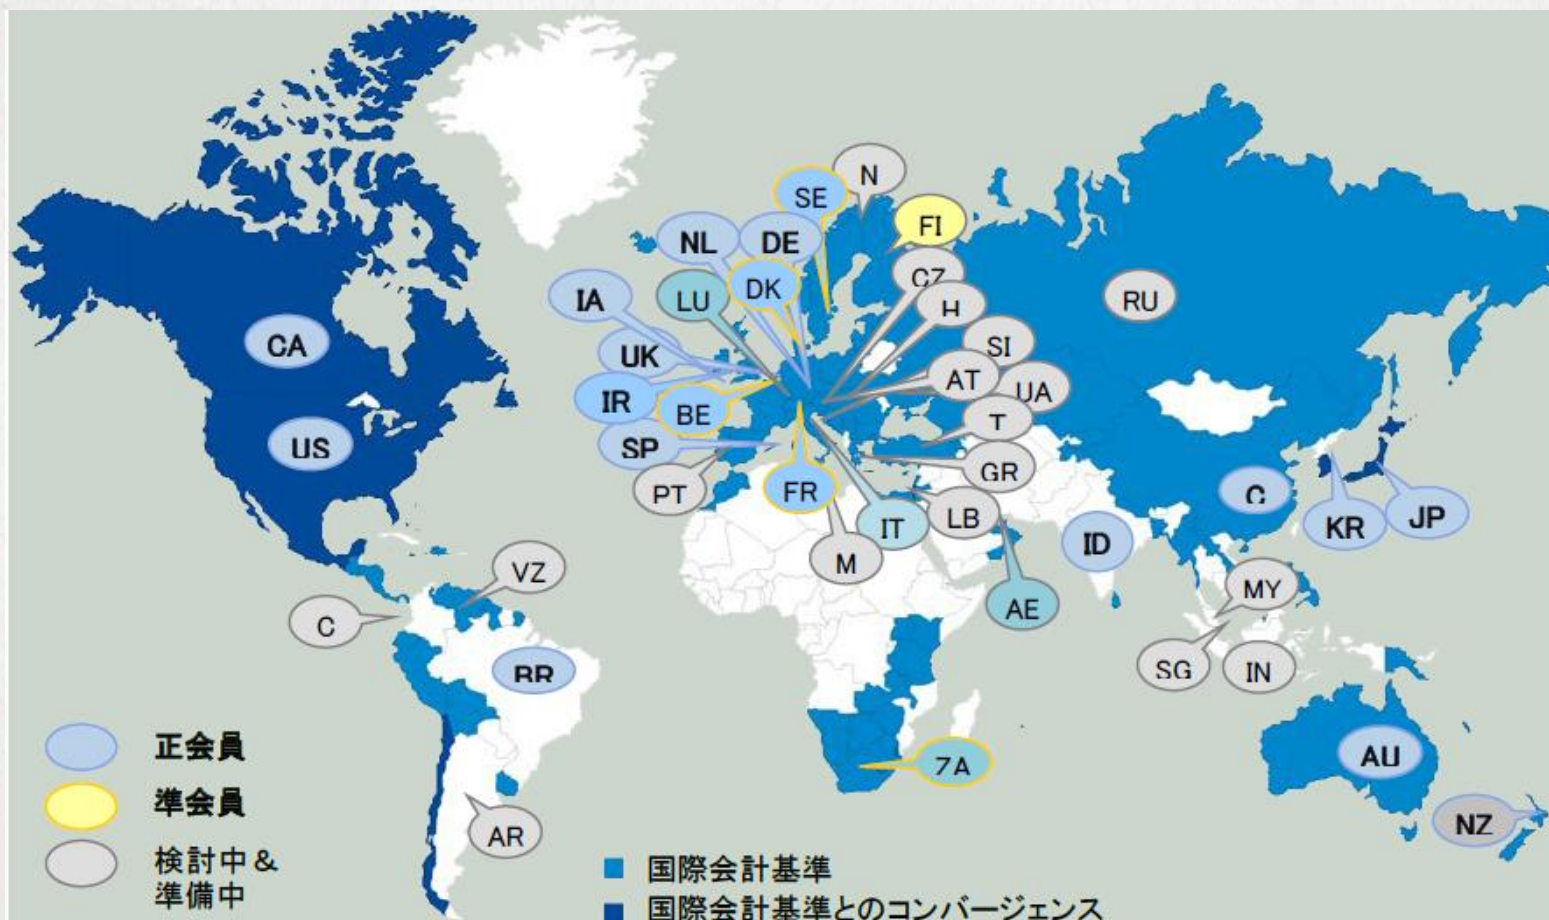 N
SE
FI
NL
DE
CZ
DK
LU
H
IA
RU
CA
SI
UK
AT
UA
IR
BE
T
US
SP
GR
PT
FR
C
IT
LB
KR
JP
ID
M
VZ
MY
AE
C
SG
IN
BR
正会員
AU
ZA
準会員
NZ
AR
検討中&
準備中
国際会計基準
国際会計基準とのコンバージェンス